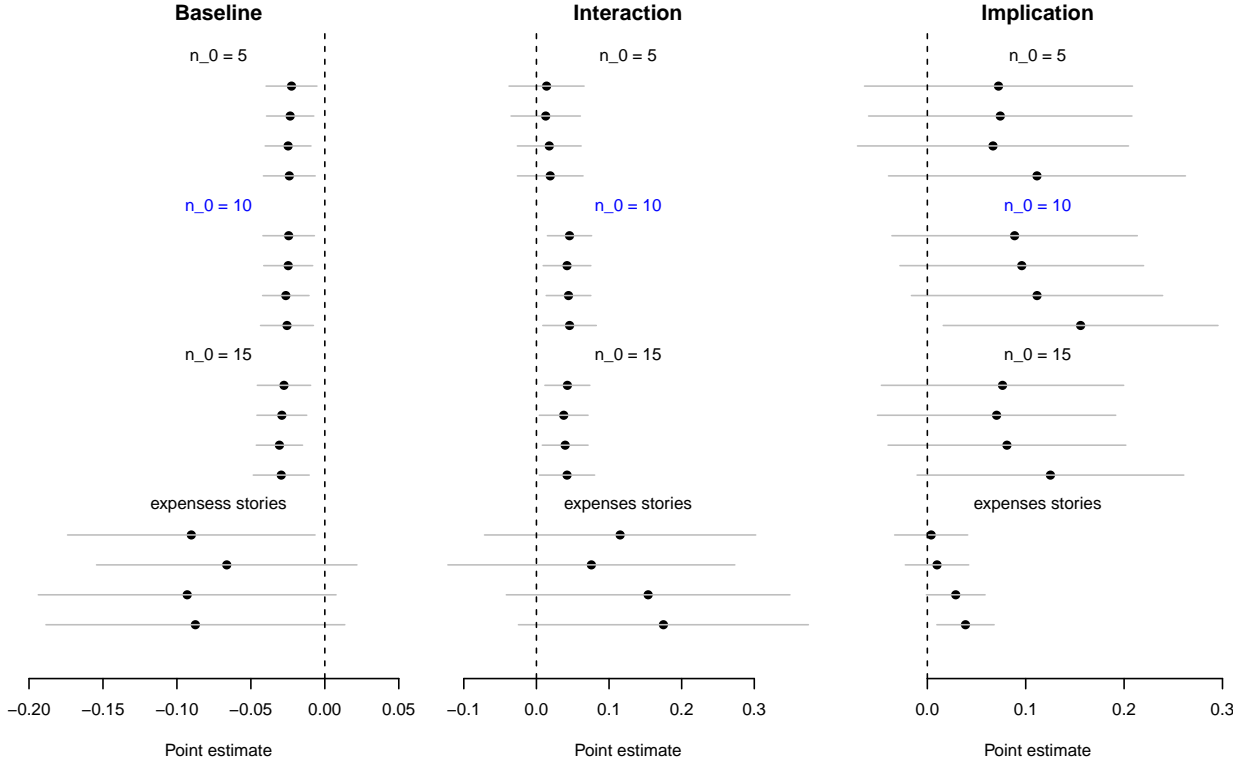 Baseline
n_0 = 5
n_0 = 10
n_0 = 15
expensess stories
−0.20 −0.15 −0.10 −0.05 0.00 0.05
Point estimate
Interaction
n_0 = 5
n_0 = 10
n_0 = 15
expenses stories
−0.1 0.0 0.1 0.2 0.3
Point estimate
Implication
n_0 = 5
n_0 = 10
n_0 = 15
expenses stories
0.0 0.1 0.2 0.3
Point estimate